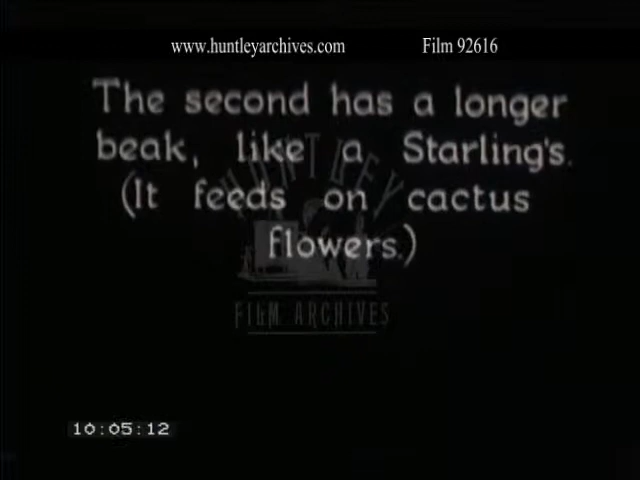 www.huntleyarchives.com Film 92616
The second has a longer
beak, like a Starling's.
(It feeds on cactus
flowers.)
HUNTLEY
FILM ARCHIVES
10:05:12